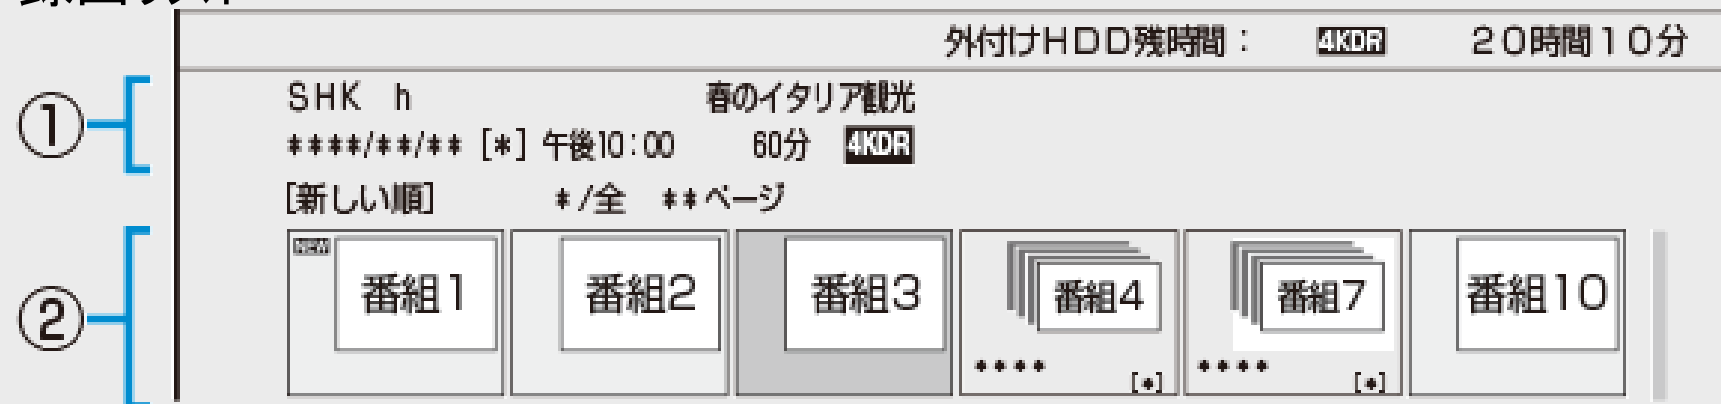 外付けHDD残時間： 4KDR 20時間10分
① SHK h 春のイタリア観光
****/**/** [*] 午後10：00 60分 4KDR
[新しい順] */全 **ページ
② NEW 番組1 番組2 番組3 番組4 番組7 番組10
**** [*] **** [*]